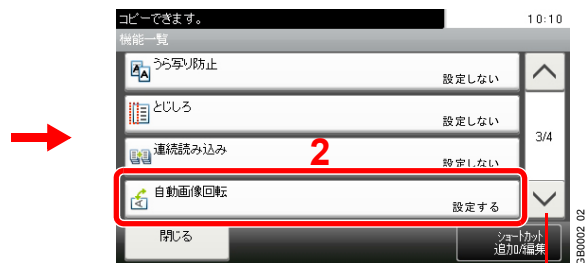 コピーできます。
10:10
機能一覧
うら写り防止
設定しない
とじしろ
設定しない
3/4
連続読み込み
2
設定しない
自動画像回転
設定する
閉じる
ショートカット
追加/編集
GB0002 02